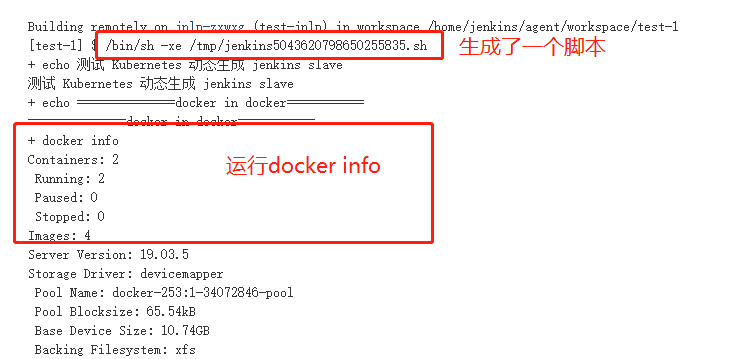 Building remotely on jnlp-zxwxg (test-jnlp) in workspace /home/jenkins/agent/workspace/test-1
[test-1] $ /bin/sh -xe /tmp/jenkins5043620798650255835.sh
生成了一个脚本
+ echo 测试 Kubernetes 动态生成 jenkins slave
测试 Kubernetes 动态生成 jenkins slave
+ echo ==============docker in docker===========
==============docker in docker===========
+ docker info
Containers: 2
Running: 2
运行docker info
Paused: 0
Stopped: 0
Images: 4
Server Version: 19.03.5
Storage Driver: devicemapper
Pool Name: docker-253:1-34072846-pool
Pool Blocksize: 65.54kB
Base Device Size: 10.74GB
Backing Filesystem: xfs